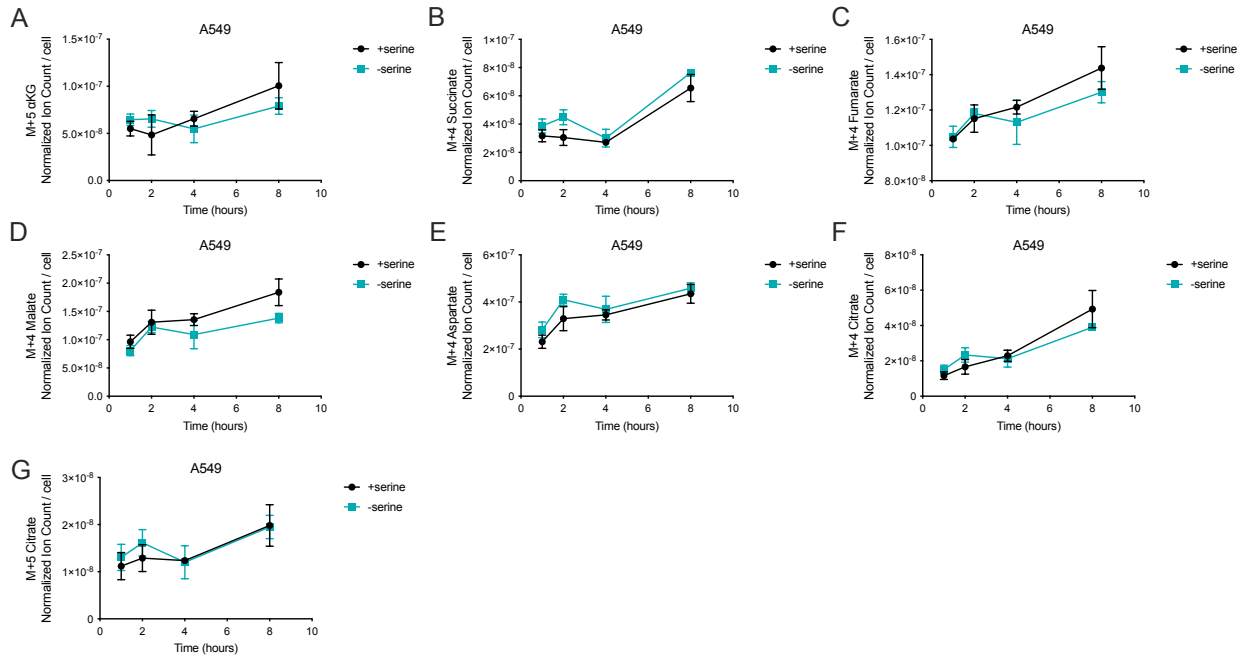 A
A549
M+5 αKG
Normalized Ion Count / cell
1.5×10⁻⁷
1.0×10⁻⁷
5.0×10⁻⁸
0.0
0 2 4 6 8 10
Time (hours)
+serine
-serine
B
A549
M+4 Succinate
Normalized Ion Count / cell
1×10⁻⁷
8×10⁻⁸
6×10⁻⁸
4×10⁻⁸
2×10⁻⁸
0
0 2 4 6 8 10
Time (hours)
+serine
-serine
C
A549
M+4 Fumarate
Normalized Ion Count / cell
1.6×10⁻⁷
1.4×10⁻⁷
1.2×10⁻⁷
1.0×10⁻⁷
8.0×10⁻⁸
0 2 4 6 8 10
Time (hours)
+serine
-serine
D
A549
M+4 Malate
Normalized Ion Count / cell
2.5×10⁻⁷
2.0×10⁻⁷
1.5×10⁻⁷
1.0×10⁻⁷
5.0×10⁻⁸
0.0
0 2 4 6 8 10
Time (hours)
+serine
-serine
E
A549
M+4 Aspartate
Normalized Ion Count / cell
6×10⁻⁷
4×10⁻⁷
2×10⁻⁷
0
0 2 4 6 8 10
Time (hours)
+serine
-serine
F
A549
M+4 Citrate
Normalized Ion Count / cell
8×10⁻⁸
6×10⁻⁸
4×10⁻⁸
2×10⁻⁸
0
0 2 4 6 8 10
Time (hours)
+serine
-serine
G
A549
M+5 Citrate
Normalized Ion Count / cell
3×10⁻⁸
2×10⁻⁸
1×10⁻⁸
0
0 2 4 6 8 10
Time (hours)
+serine
-serine